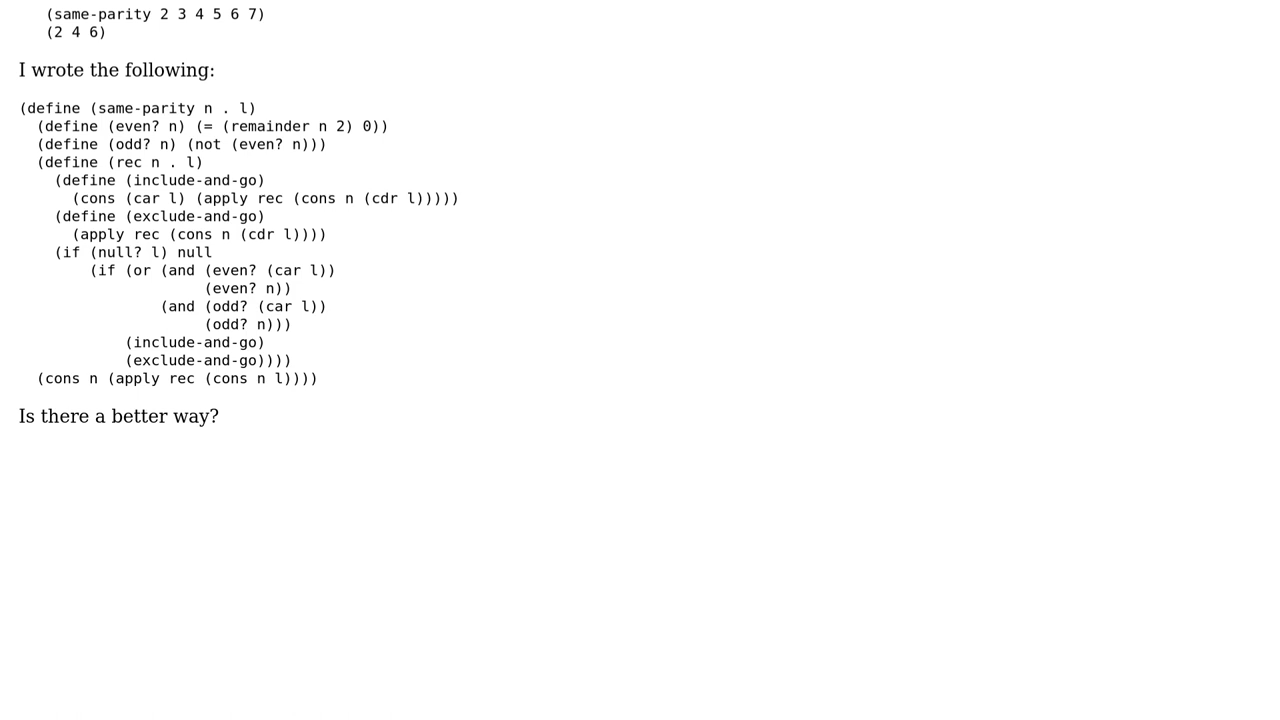 (same-parity 2 3 4 5 6 7)
(2 4 6)
I wrote the following:
(define (same-parity n . l)
  (define (even? n) (= (remainder n 2) 0))
  (define (odd? n) (not (even? n)))
  (define (rec n . l)
    (define (include-and-go)
      (cons (car l) (apply rec (cons n (cdr l)))))
    (define (exclude-and-go)
      (apply rec (cons n (cdr l))))
    (if (null? l) null
        (if (or (and (even? (car l))
                     (even? n))
                (and (odd? (car l))
                     (odd? n)))
            (include-and-go)
            (exclude-and-go))))
  (cons n (apply rec (cons n l))))
Is there a better way?